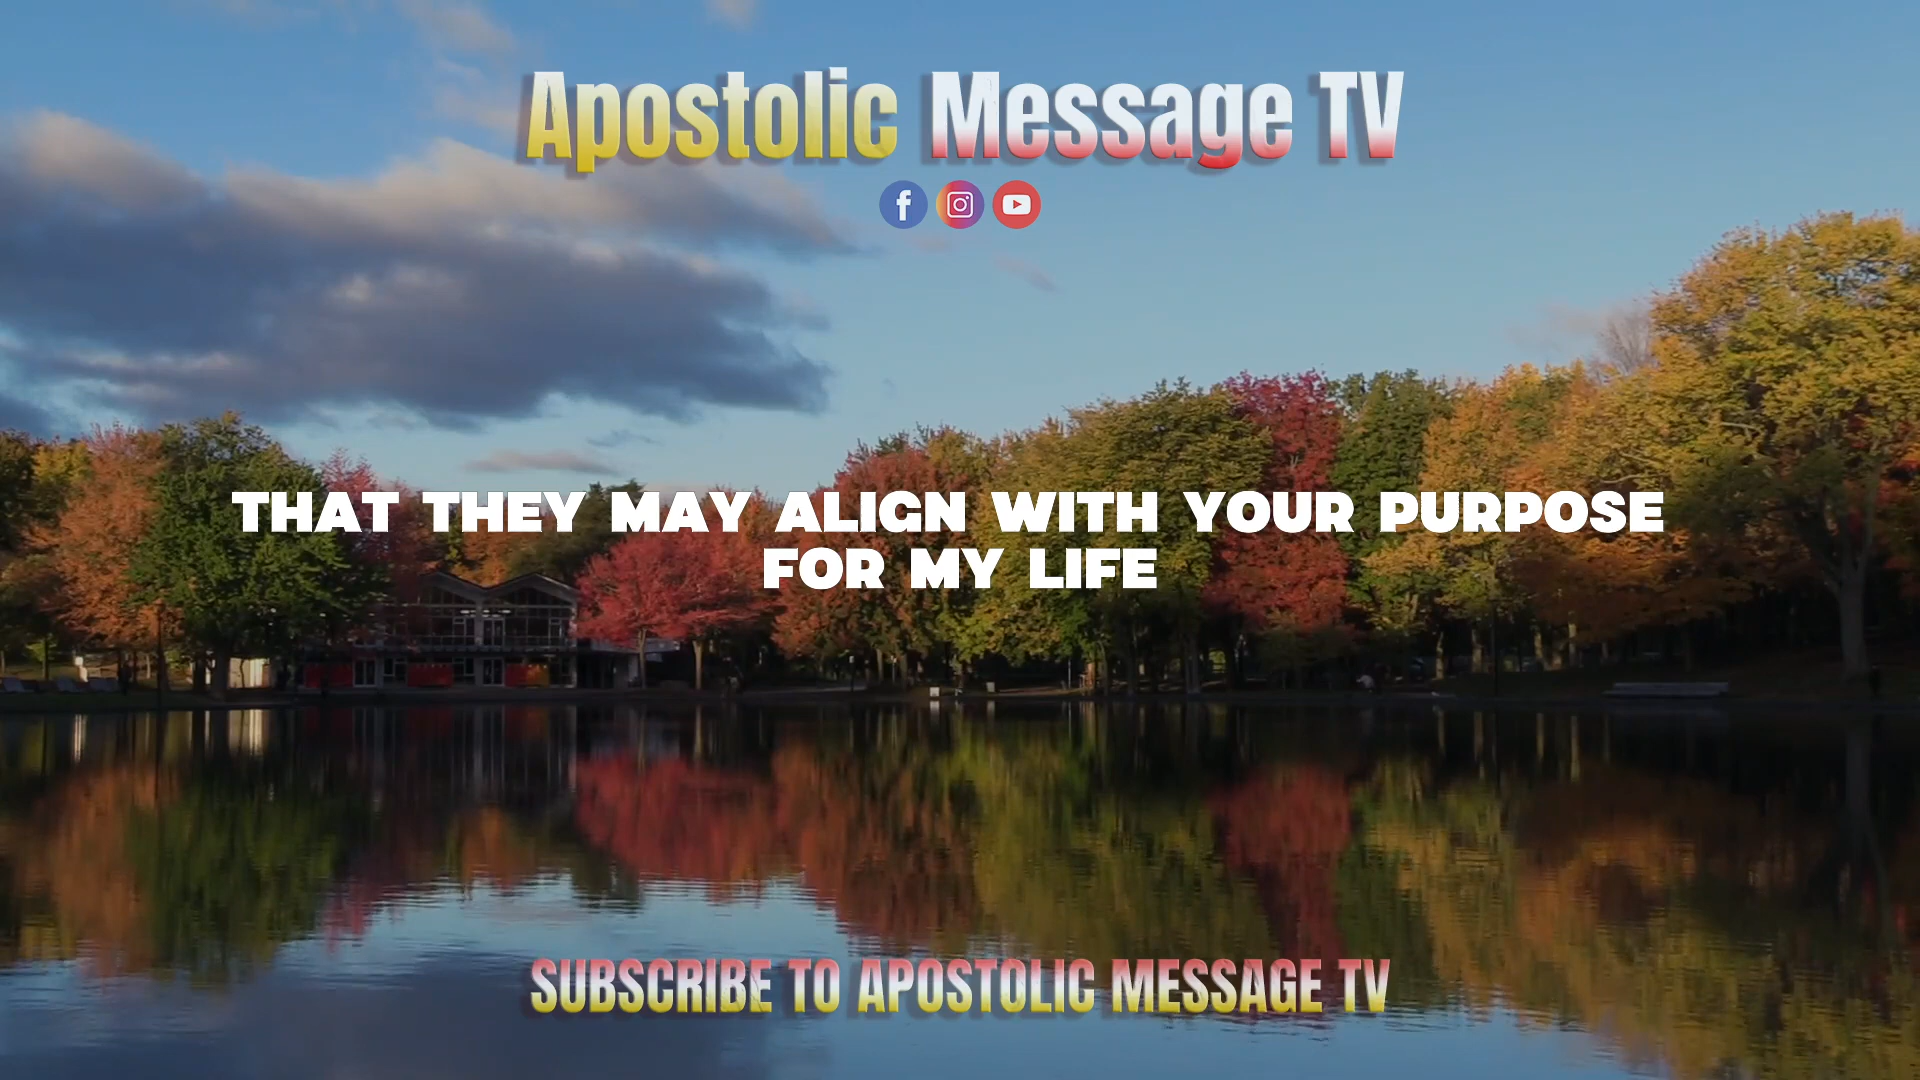 Apostolic Message TV
THAT THEY MAY ALIGN WITH YOUR PURPOSE
FOR MY LIFE
SUBSCRIBE TO APOSTOLIC MESSAGE TV